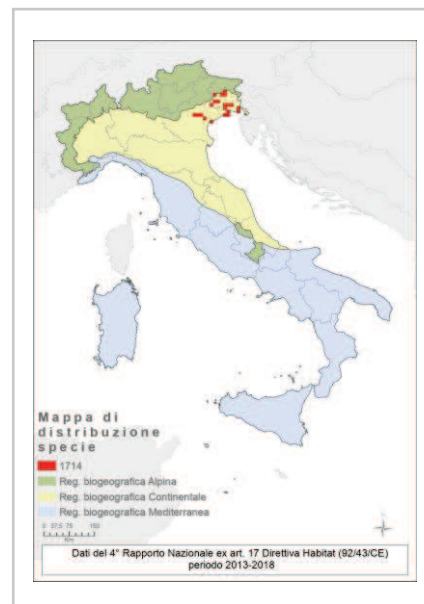 Mappa di
distribuzione
specie
1714
Reg. biogeografica Alpina
Reg. biogeografica Continentale
Reg. biogeografica Mediterranea
0 37,5 75 150
Km
Dati del 4° Rapporto Nazionale ex art. 17 Direttiva Habitat (92/43/CE)
periodo 2013-2018